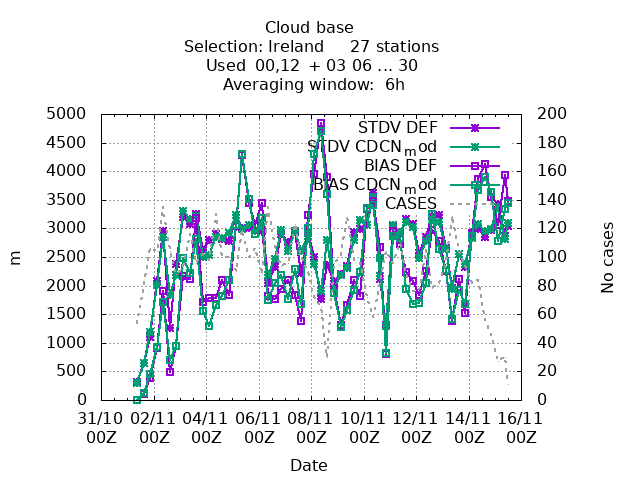 Cloud base
Selection: Ireland 27 stations
Used 00,12 + 03 06 ... 30
Averaging window: 6h
5000 200
4500 180
4000 160
3500 140
3000 120
2500 100
2000 80
1500 60
1000 40
500 20
0 0
STDV DEF
STDV CDCNmod
BIAS DEF
BIAS CDCNmod
CASES
m
No cases
31/10 02/11 04/11 06/11 08/11 10/11 12/11 14/11 16/11
00Z 00Z 00Z 00Z 00Z 00Z 00Z 00Z 00Z
Date